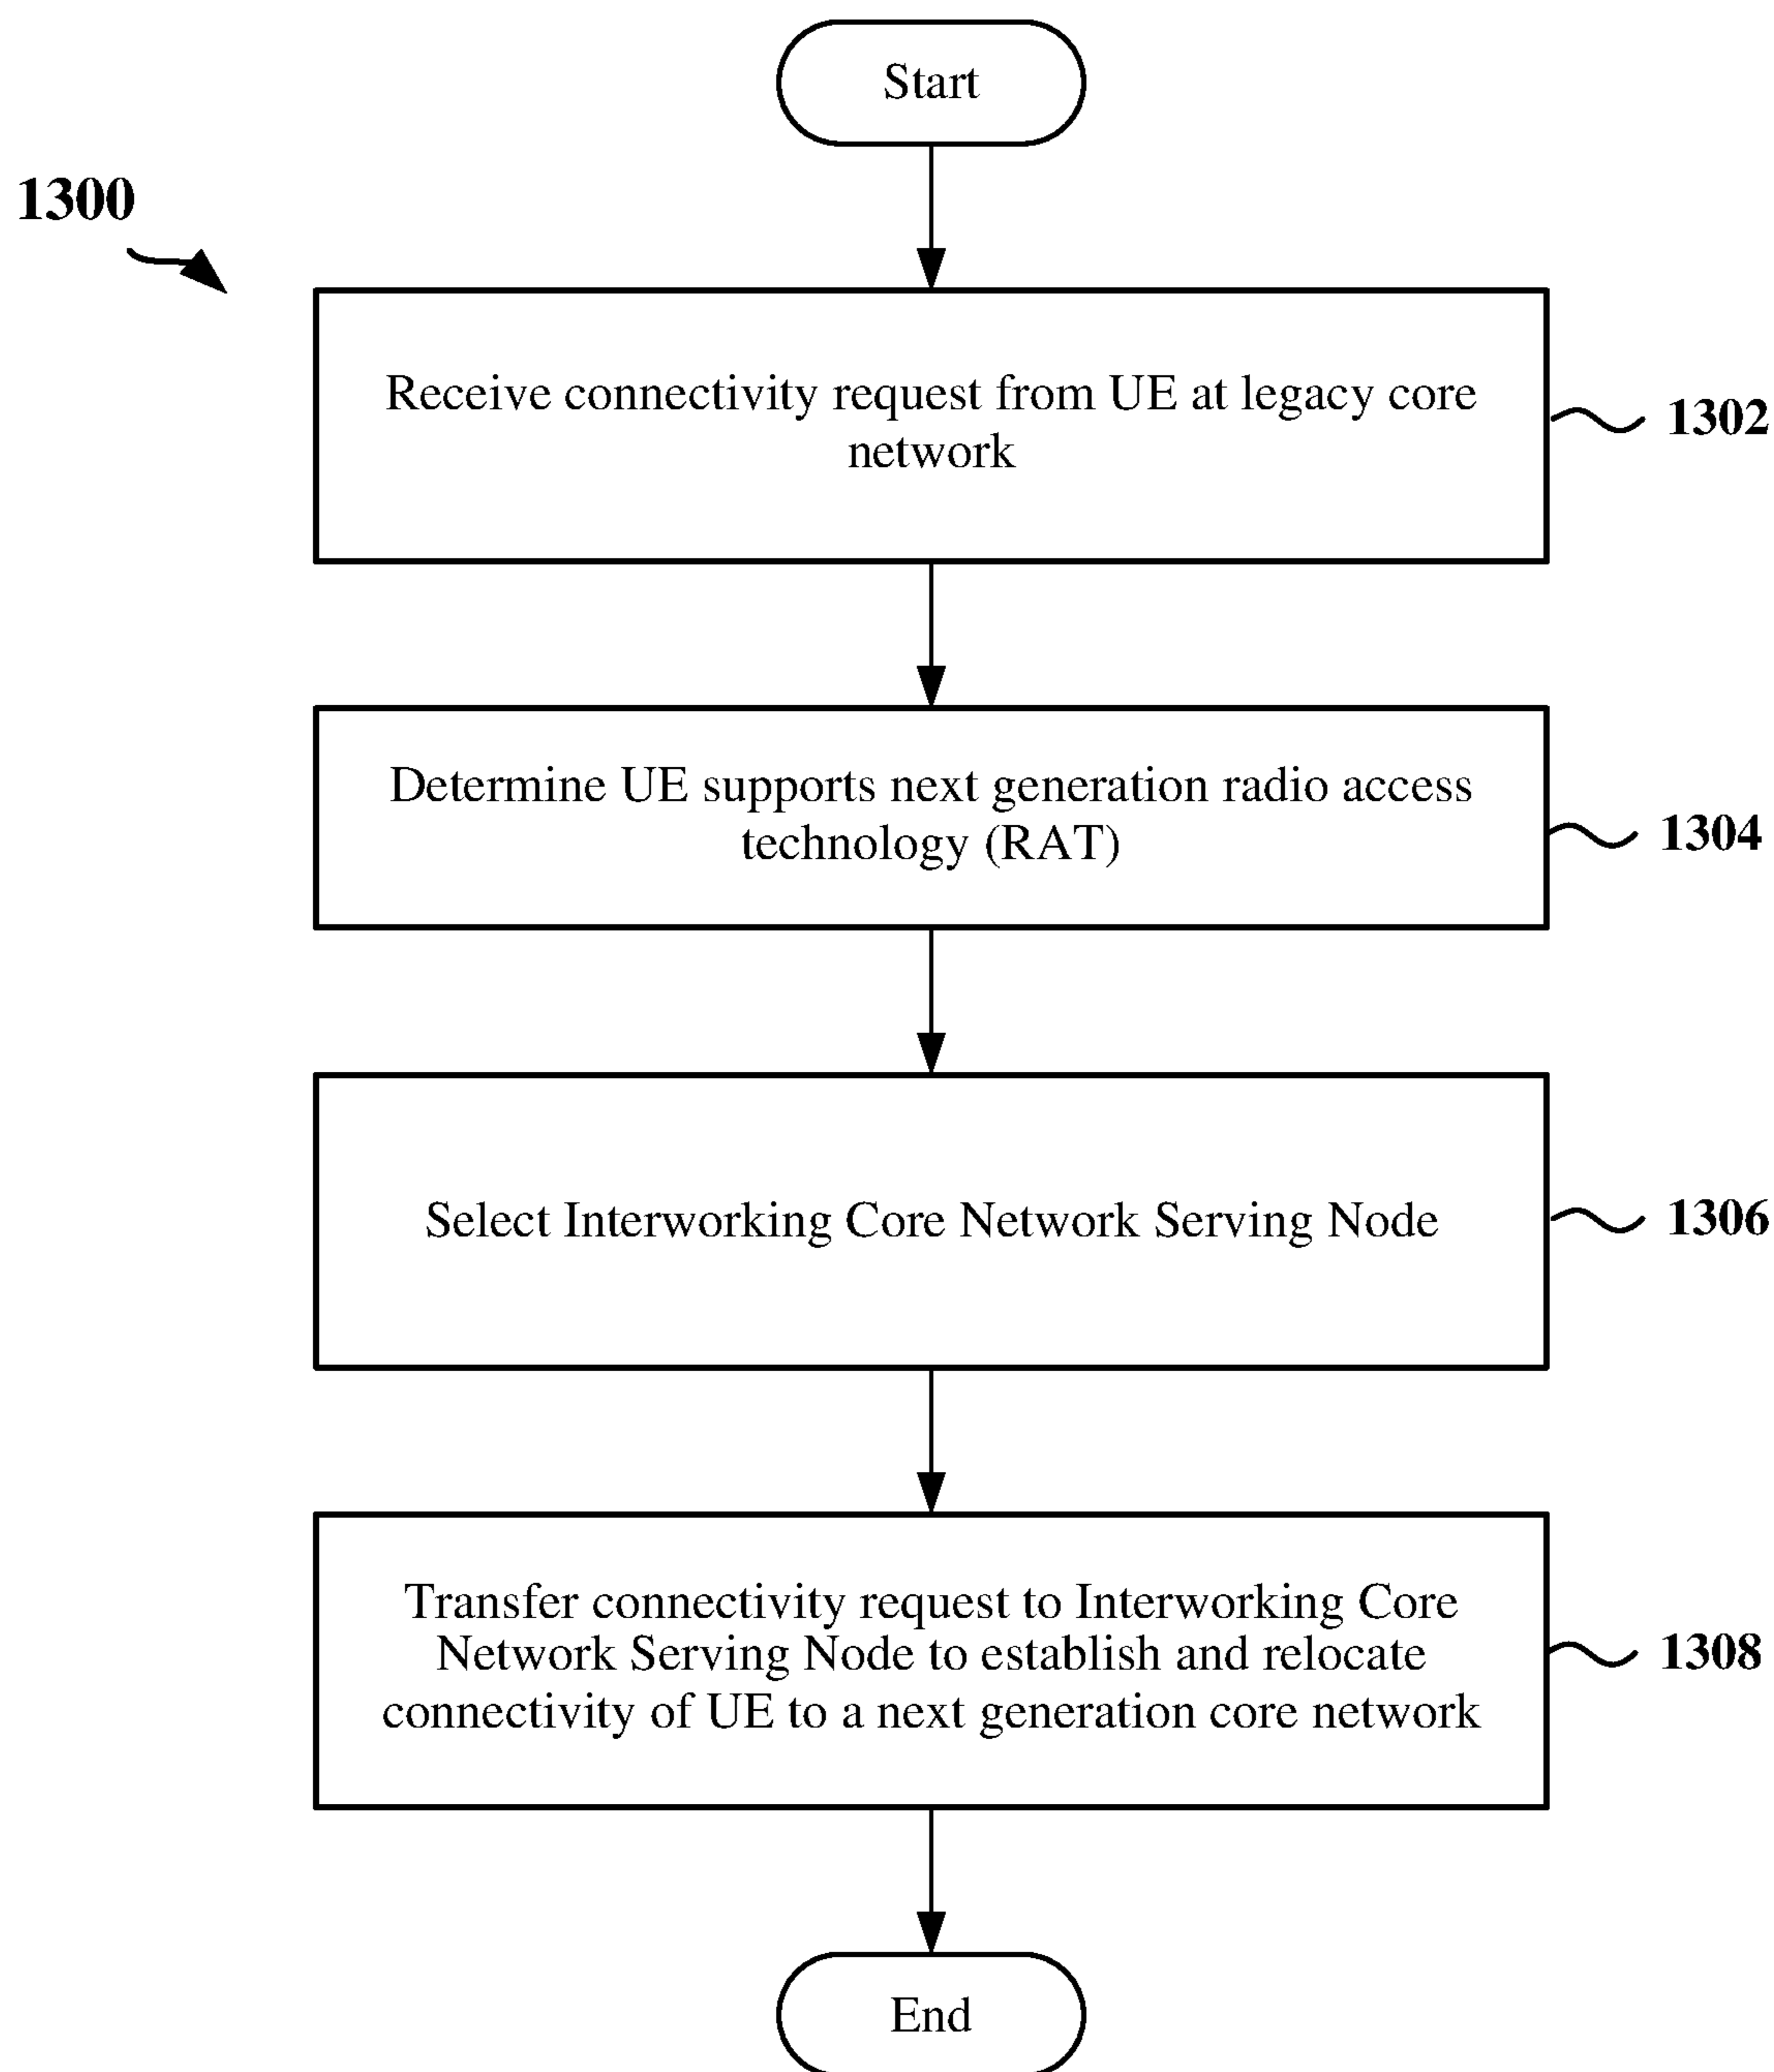 Start
1300
Receive connectivity request from UE at legacy core
network
1302
Determine UE supports next generation radio access
technology (RAT)
1304
Select Interworking Core Network Serving Node
1306
Transfer connectivity request to Interworking Core
Network Serving Node to establish and relocate
connectivity of UE to a next generation core network
1308
End